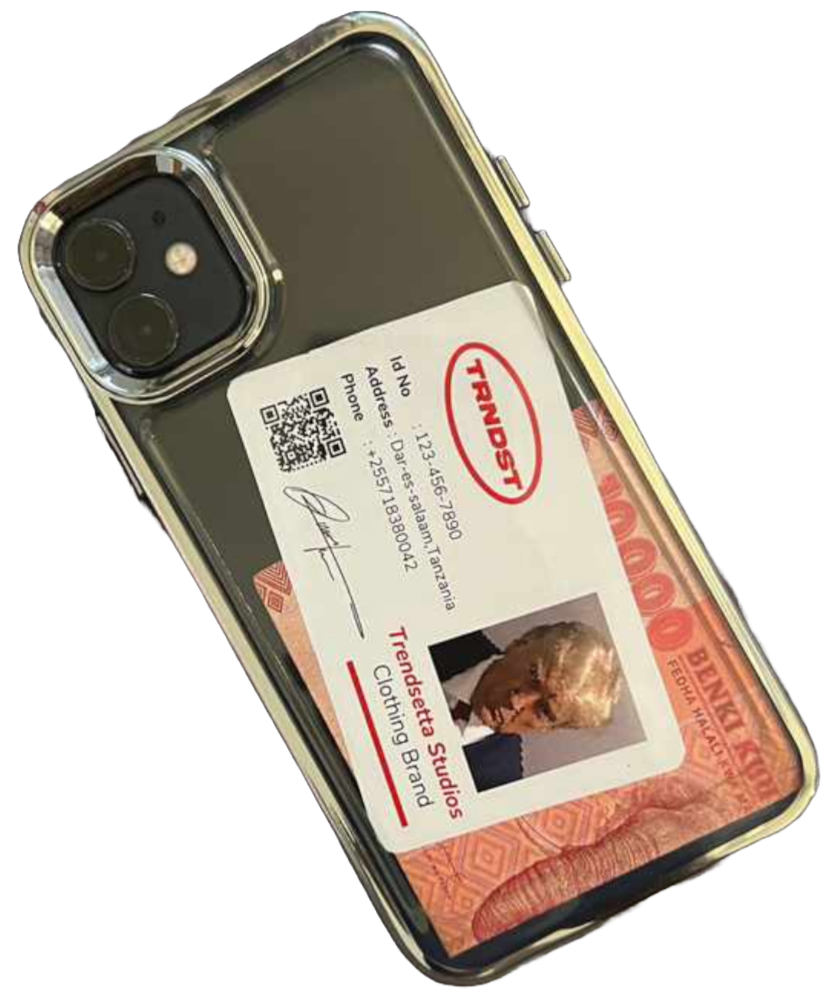 TRNDST
Id No : 123-456-7890
Address : Dar-es-salaam,Tanzania
Phone : +255718380042
Trendsetta Studios
Clothing Brand
10000
BENKI
FEDHA HALALI